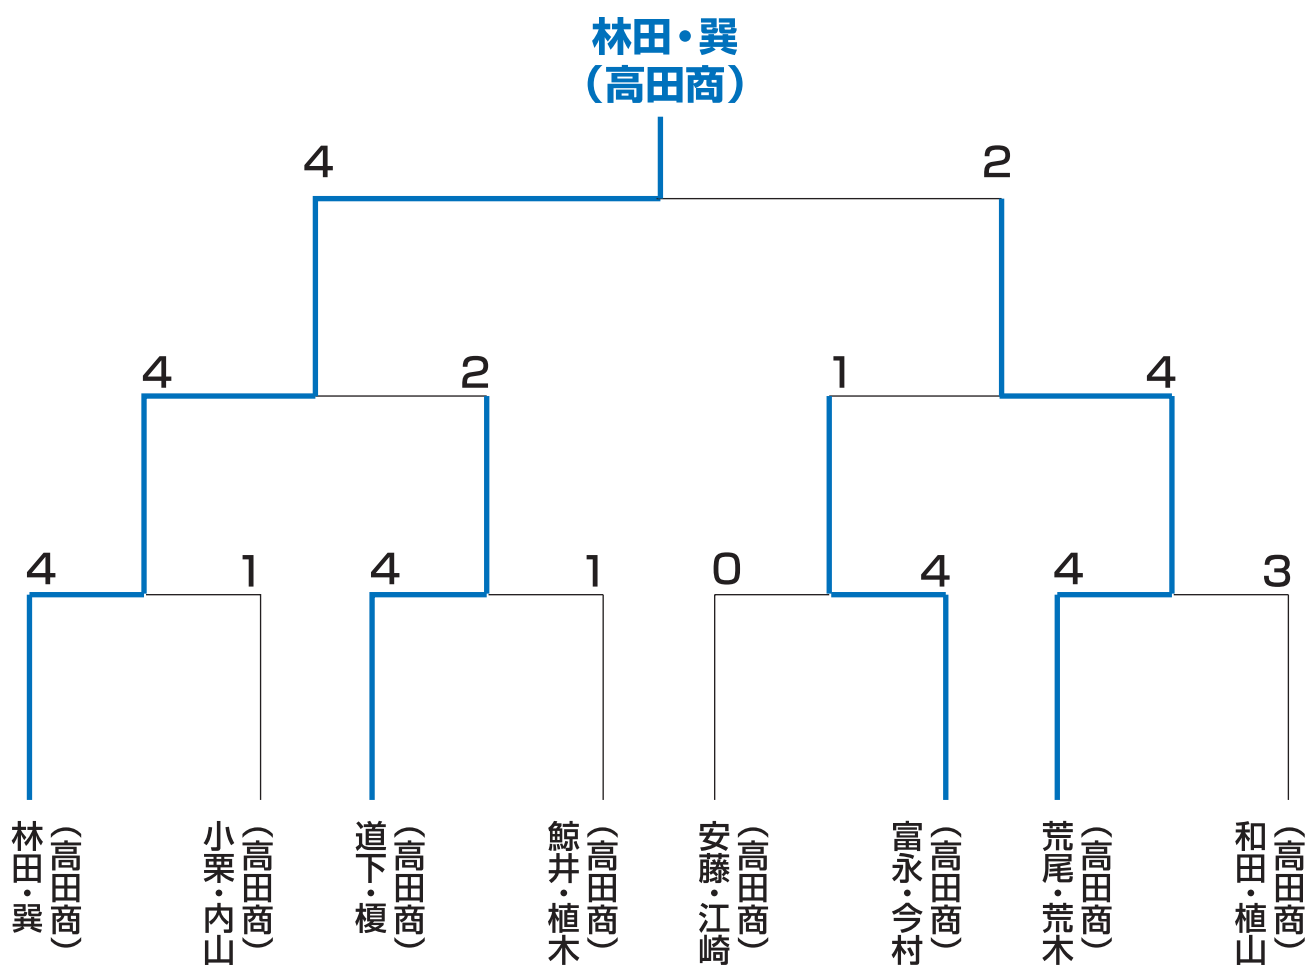 林田・巽
（高田商）
4
2
4
2
1
4
4
1
4
1
0
4
4
3
林田・巽
（高田商）
小栗・内山
（高田商）
道下・榎
（高田商）
鯨井・植木
（高田商）
安藤・江崎
（高田商）
富永・今村
（高田商）
荒尾・荒木
（高田商）
和田・植山
（高田商）